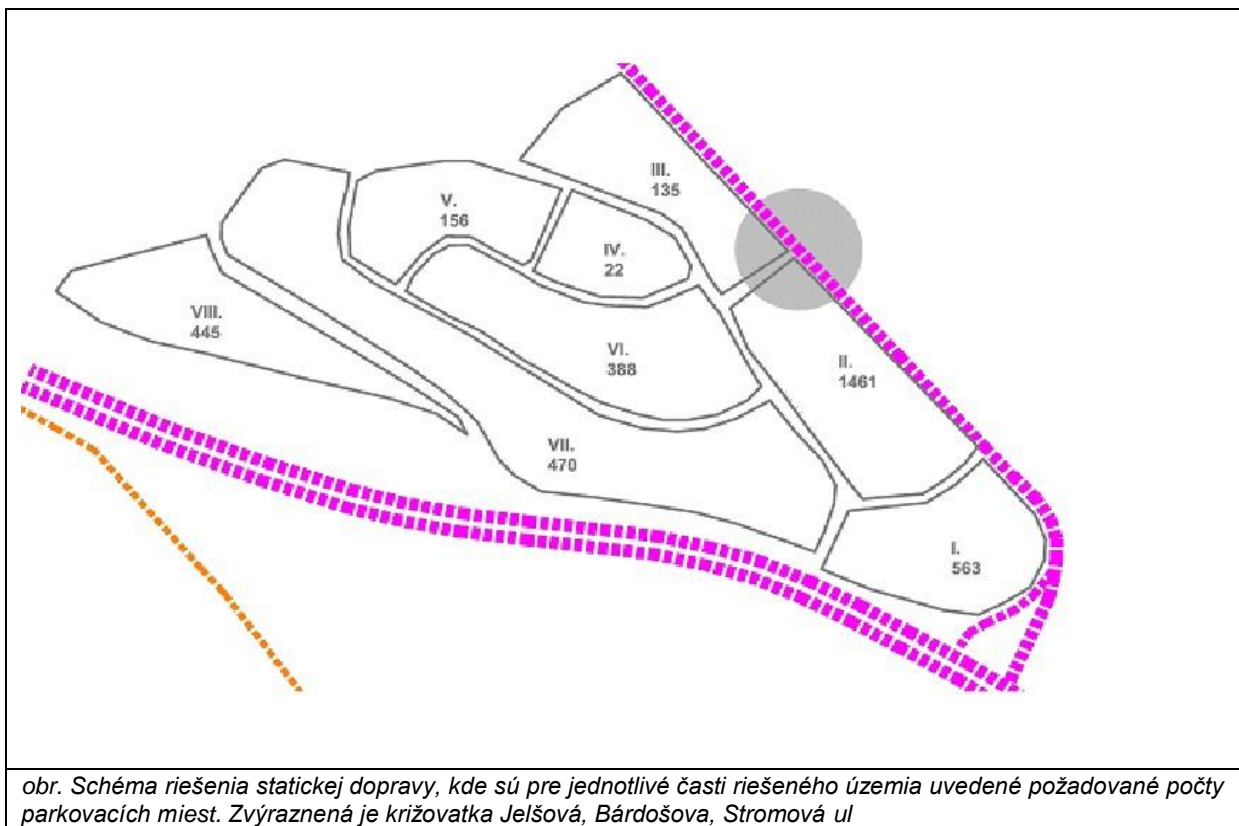 III.
135
V.
156
IV.
22
VIII.
445
VI.
388
II.
1461
VII.
470
I.
563
obr. Schéma riešenia statickej dopravy, kde sú pre jednotlivé časti riešeného územia uvedené požadované počty
parkovacích miest. Zvýraznená je križovatka Jelšová, Bárdošova, Stromová ul